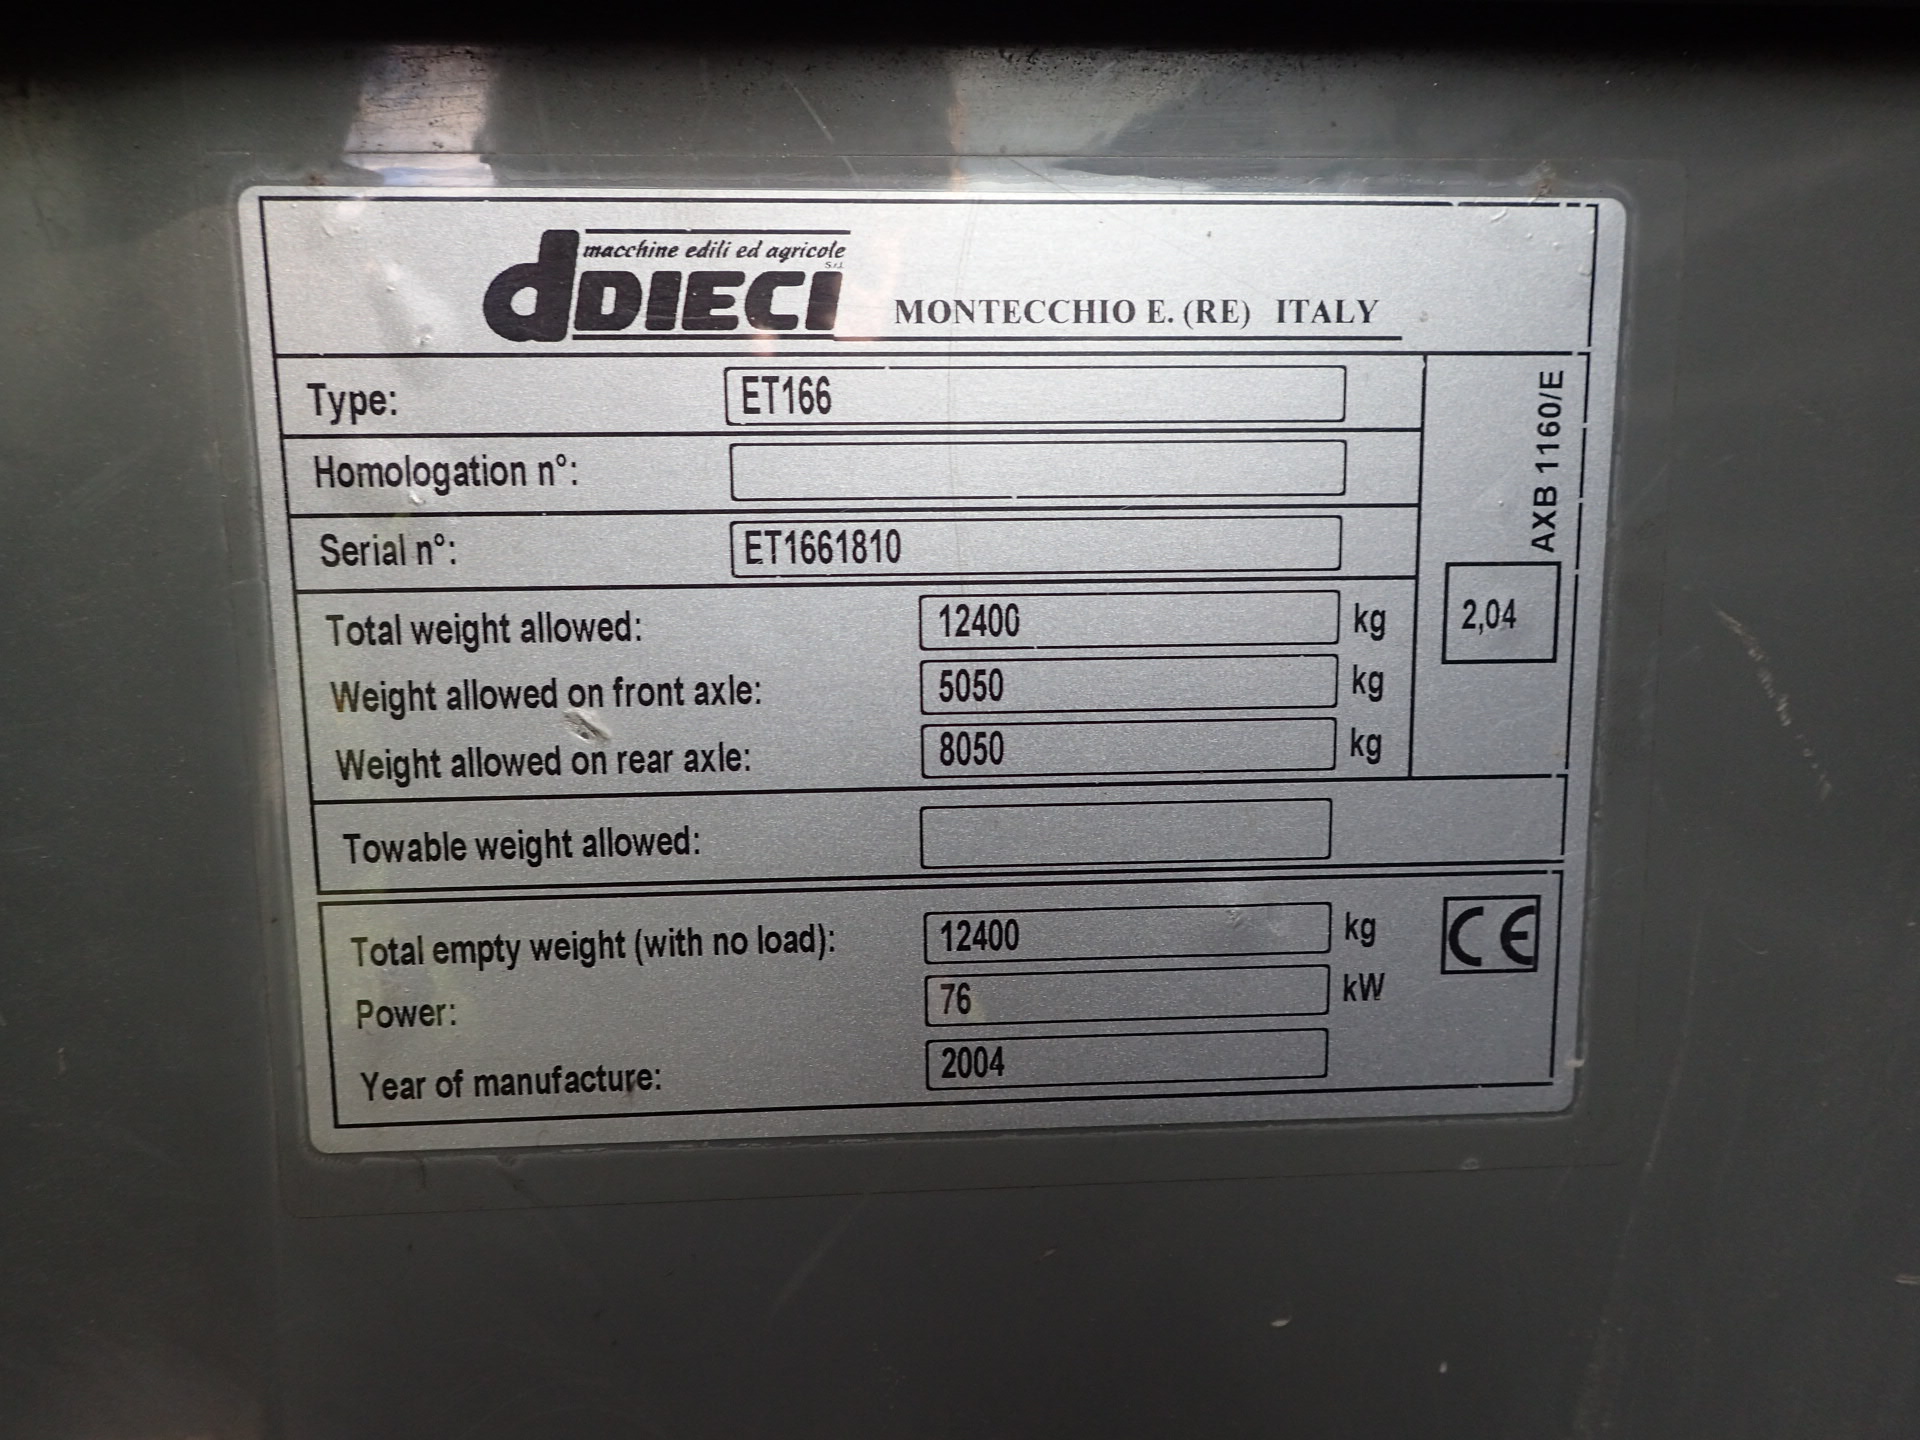 macchine edili ed agricole
s.r.l.
dDIECI MONTECCHIO E. (RE) ITALY
Type: ET166
Homologation n°:
Serial n°: ET1661810
Total weight allowed: 12400 kg
Weight allowed on front axle: 5050 kg
Weight allowed on rear axle: 8050 kg
AXB 1160/E
2,04
Towable weight allowed:
Total empty weight (with no load): 12400 kg
Power: 76 kW
Year of manufacture: 2004
CE